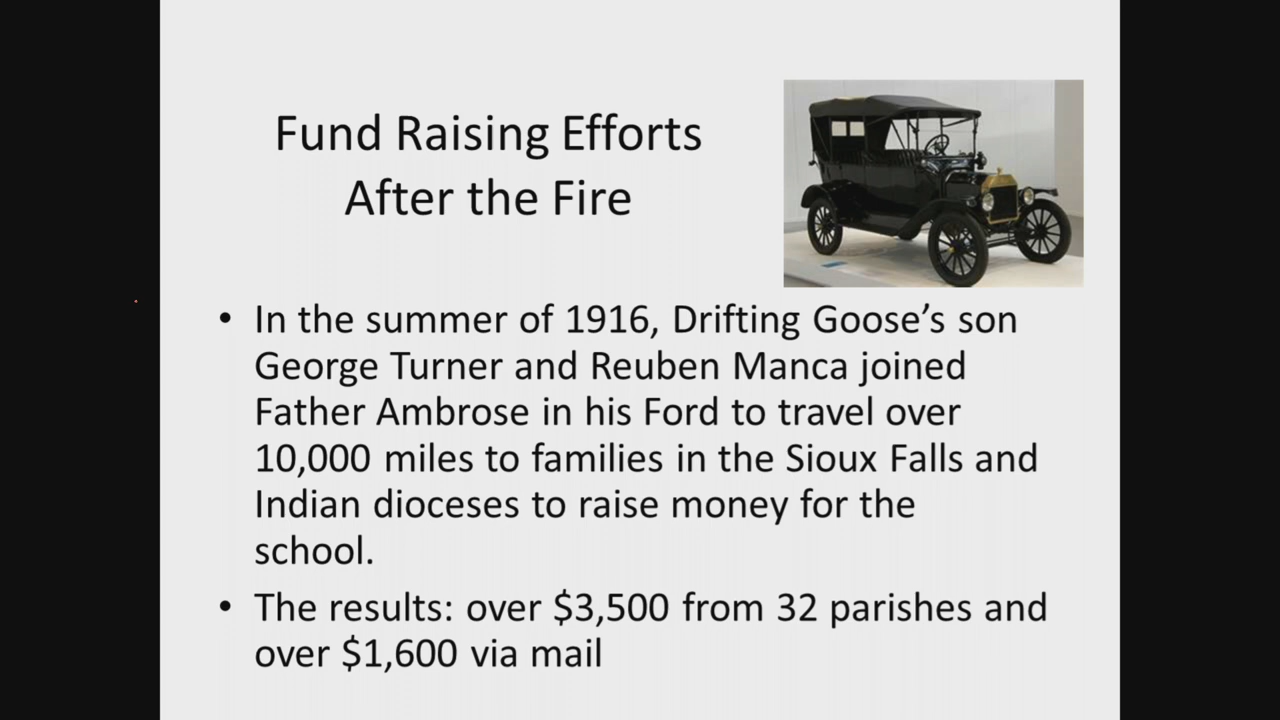 Fund Raising Efforts
After the Fire
• In the summer of 1916, Drifting Goose’s son
George Turner and Reuben Manca joined
Father Ambrose in his Ford to travel over
10,000 miles to families in the Sioux Falls and
Indian dioceses to raise money for the
school.
• The results: over $3,500 from 32 parishes and
over $1,600 via mail